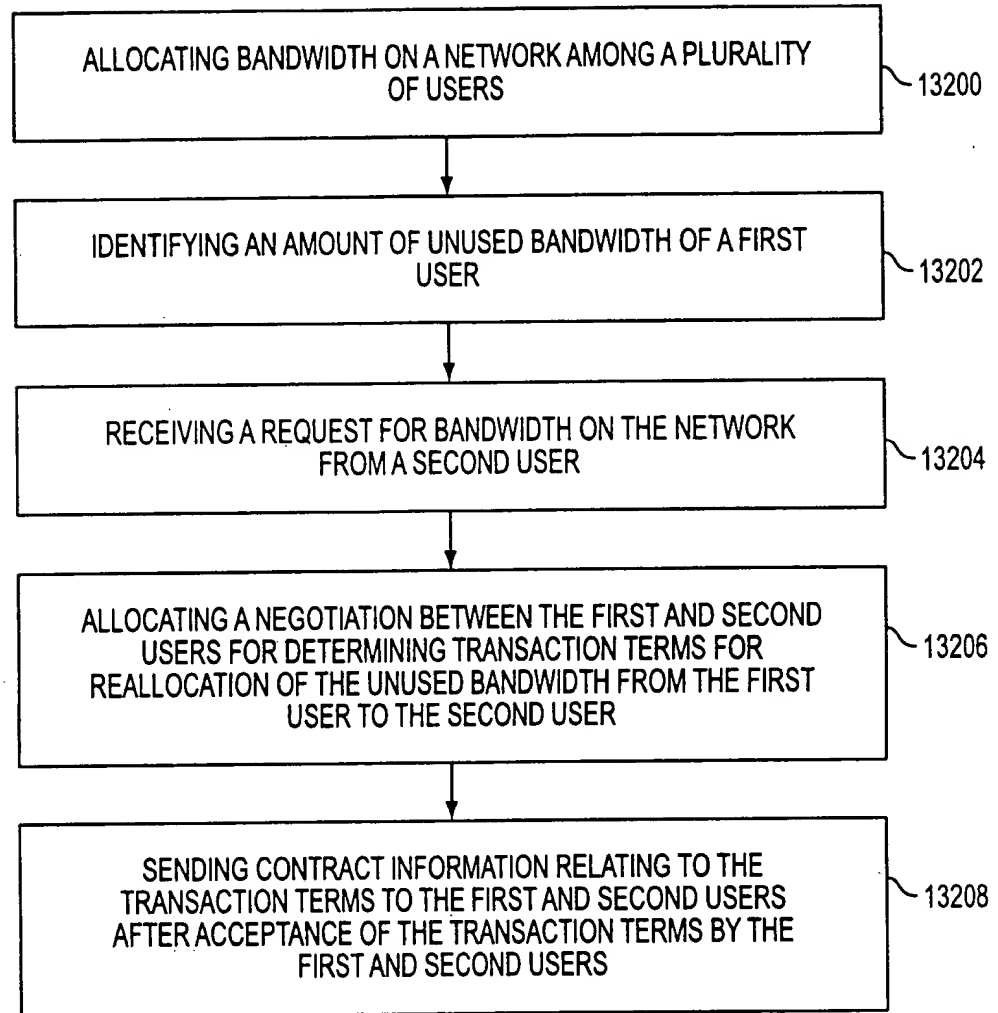 ALLOCATING BANDWIDTH ON A NETWORK AMONG A PLURALITY
OF USERS
13200
IDENTIFYING AN AMOUNT OF UNUSED BANDWIDTH OF A FIRST
USER
13202
RECEIVING A REQUEST FOR BANDWIDTH ON THE NETWORK
FROM A SECOND USER
13204
ALLOCATING A NEGOTIATION BETWEEN THE FIRST AND SECOND
USERS FOR DETERMINING TRANSACTION TERMS FOR
REALLOCATION OF THE UNUSED BANDWIDTH FROM THE FIRST
USER TO THE SECOND USER
13206
SENDING CONTRACT INFORMATION RELATING TO THE
TRANSACTION TERMS TO THE FIRST AND SECOND USERS
AFTER ACCEPTANCE OF THE TRANSACTION TERMS BY THE
FIRST AND SECOND USERS
13208